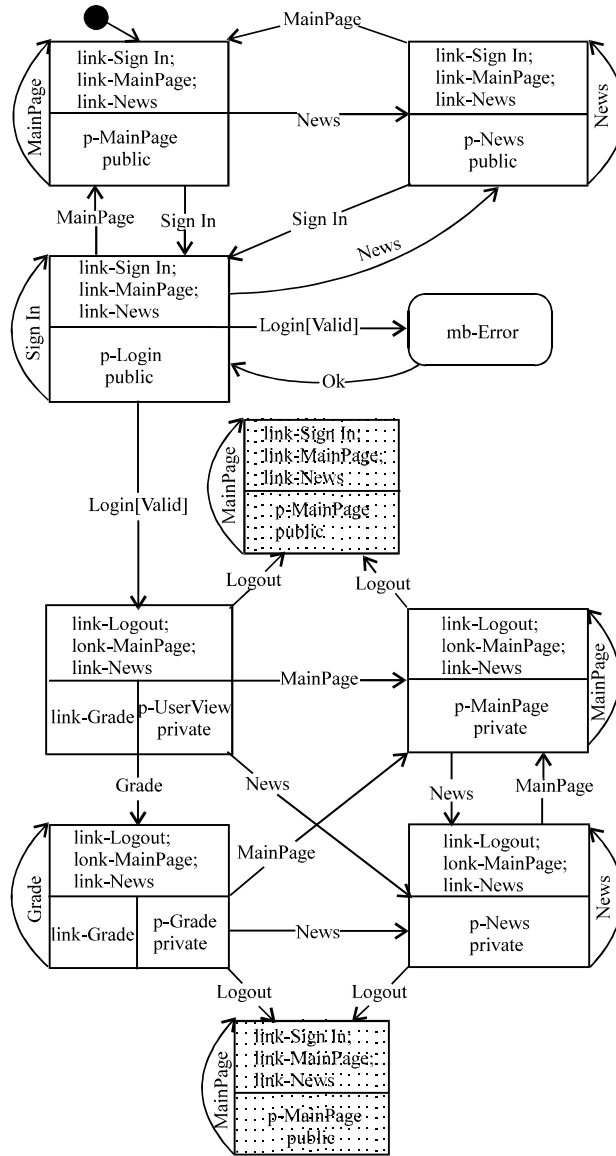 MainPage
link-Sign In;
link-MainPage;
link-News
p-MainPage
public
MainPage
News
link-Sign In;
link-MainPage;
link-News
p-News
public
News
MainPage
Sign In
Sign In
News
link-Sign In;
link-MainPage;
link-News
p-Login
public
Sign In
Login[Valid]
mb-Error
Ok
Login[Valid]
link-Sign In;
link-MainPage;
link-News
p-MainPage
public
MainPage
Logout
Logout
link-Logout;
lonk-MainPage;
link-News
link-Grade
p-UserView
private
MainPage
link-Logout;
lonk-MainPage;
link-News
p-MainPage
private
MainPage
Grade
News
News
MainPage
MainPage
link-Logout;
lonk-MainPage;
link-News
link-Grade
p-Grade
private
Grade
News
link-Logout;
lonk-MainPage;
link-News
p-News
private
News
Logout
Logout
link-Sign In;
link-MainPage;
link-News
p-MainPage
public
MainPage